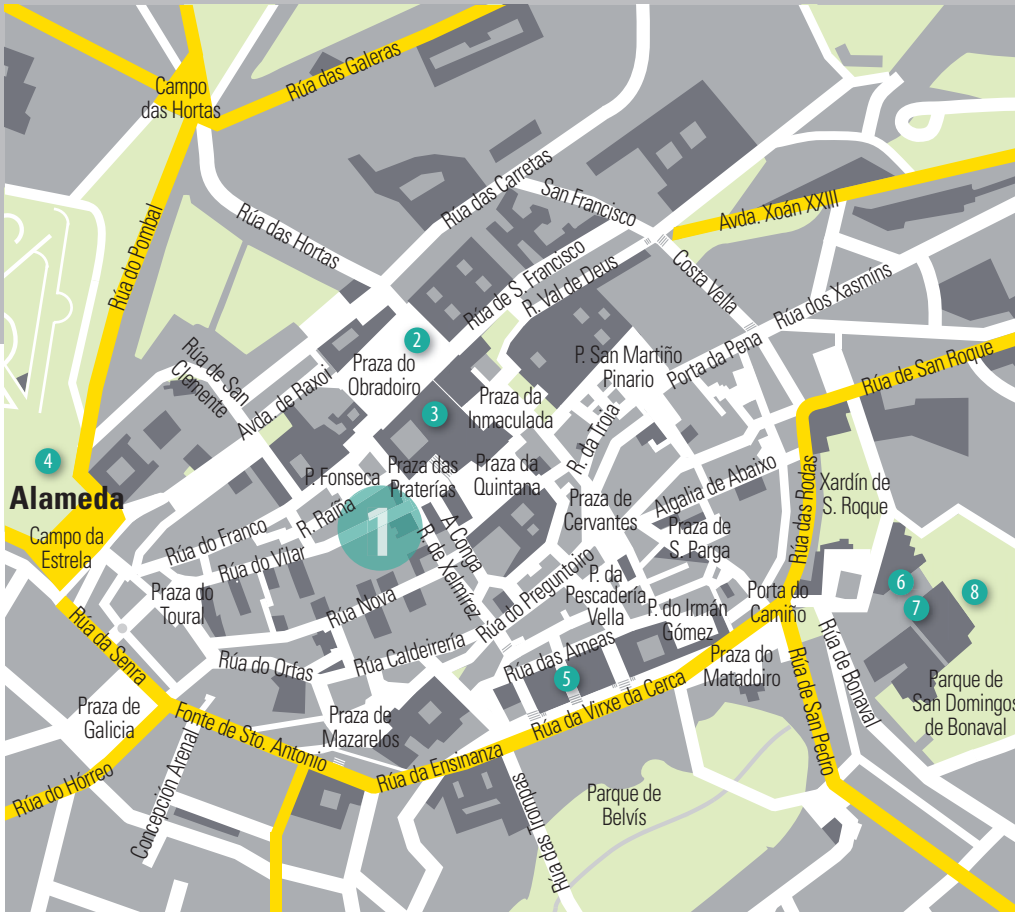 Campo
das Hortas
Rúa das Galeras
Rúa do Pombal
Rúa das Hortas
Rúa das Carretas
San Francisco
Avda. Xoán XXIII
Rúa de S. Francisco
R. Val de Deus
Costa Vella
Rúa dos Xasmíns
Porta da Pena
Rúa de San Roque
2
Praza do
Obradoiro
P. San Martiño
Pinario
Rúa de San
Clemente
Avda. de Raxoi
3
Praza da
Inmaculada
R. da Troia
4
Alameda
Campo da
Estrela
P. Fonseca
Praza das
Praterías
Praza da
Quintana
Algalia de Abaixo
Rúa das Rodas
Xardín de
S. Roque
Rúa do Franco
R. Raíña
1
Rúa do Vilar
R. de Xelmírez
A Conga
Praza de
Cervantes
Praza de
S. Parga
Praza do
Toural
Rúa Nova
Rúa do Preguntoiro
P. da
Pescadería
Vella
P. do Irmán
Gómez
Porta do
Camiño
6
7
8
Rúa da Senra
Rúa do Orfas
Rúa Caldeirería
Rúa das Ameas
5
Praza do
Matadoiro
Rúa de Bonaval
Parque de
San Domingos
de Bonaval
Praza de
Galicia
Fonte de Sto. Antonio
Praza de
Mazarelos
Rúa da Ensinanza
Rúa da Virxe da Cerca
Rúa de San Pedro
Rúa do Hórreo
Concepción Arenal
Rúa das Trompas
Parque de
Belvís